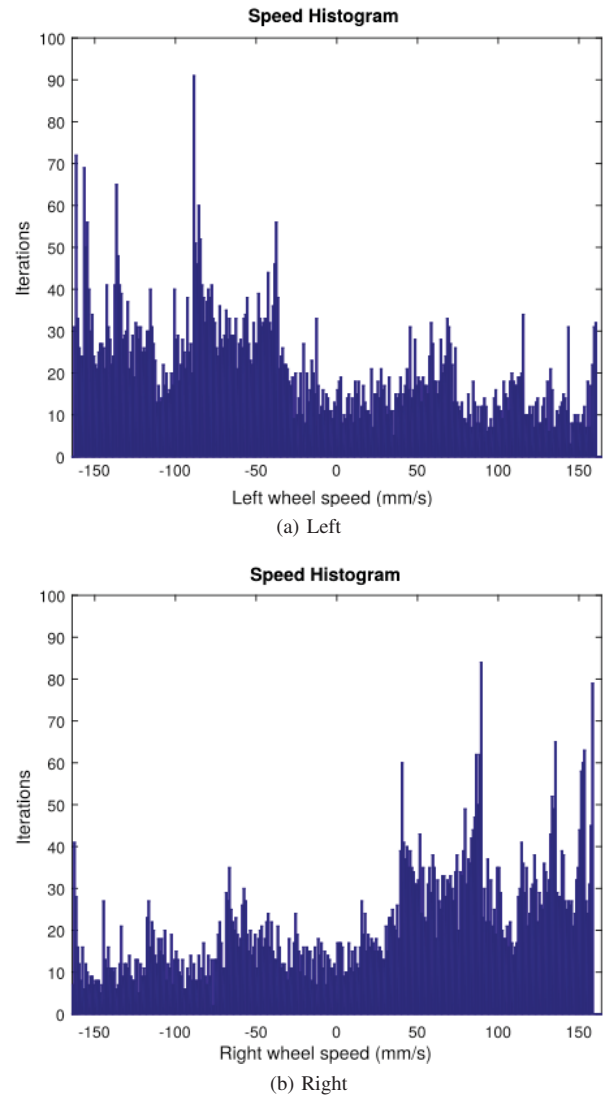 Speed Histogram
100
90
80
70
60
50
40
30
20
10
0
Iterations
-150 -100 -50 0 50 100 150
Left wheel speed (mm/s)
(a) Left
Speed Histogram
100
90
80
70
60
50
40
30
20
10
0
Iterations
-150 -100 -50 0 50 100 150
Right wheel speed (mm/s)
(b) Right